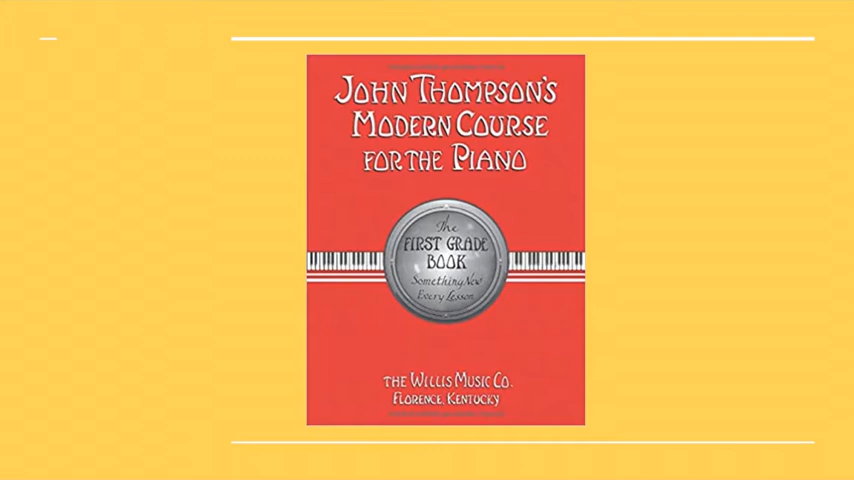 JOHN THOMPSON'S
MODERN COURSE
FOR THE PIANO
The
FIRST GRADE
BOOK
Something New
Every Lesson
THE WILLIS MUSIC CO.
FLORENCE, KENTUCKY